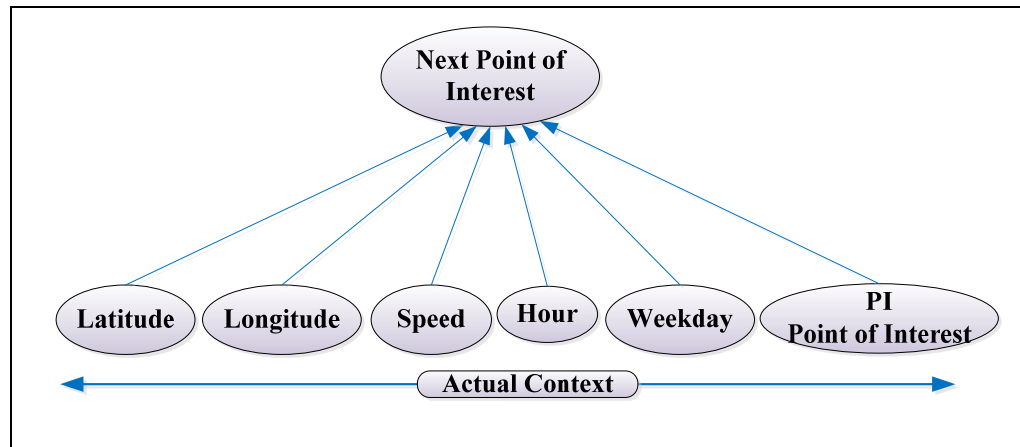 Next Point of
Interest
Latitude
Longitude
Speed
Hour
Weekday
PI
Point of Interest
Actual Context